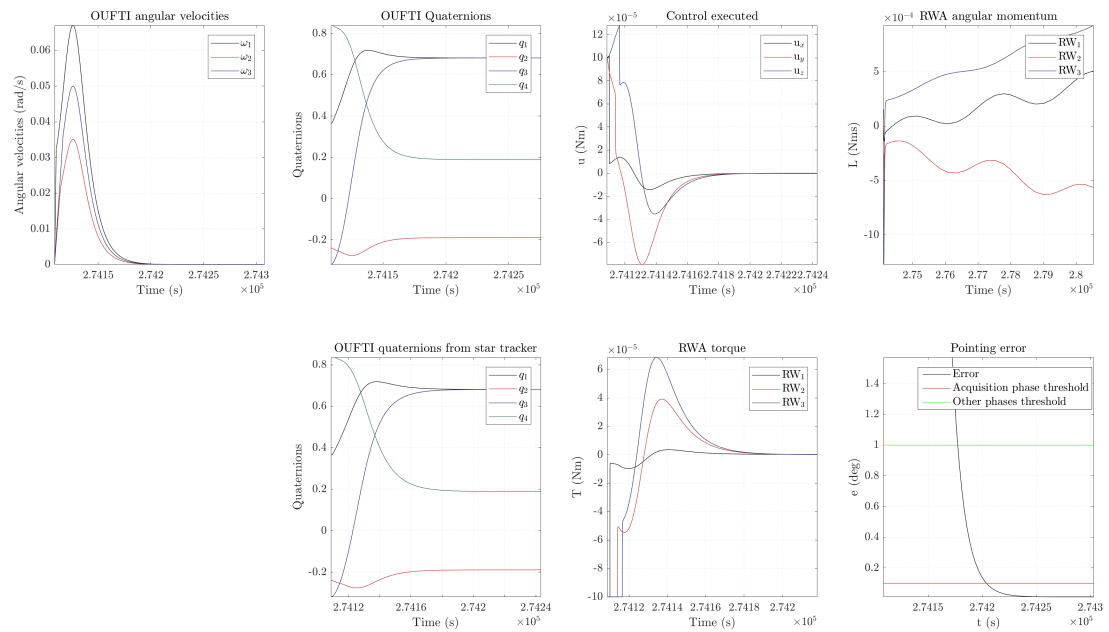 OUFTI angular velocities
Angular velocities (rad/s)
0.06
0.05
0.04
0.03
0.02
0.01
0
ω1
ω2
ω3
2.7415 2.742 2.7425 2.743
Time (s)
×10^5
OUFTI Quaternions
Quaternions
0.8
0.6
0.4
0.2
0
-0.2
q1
q2
q3
q4
2.7415 2.742 2.7425
Time (s)
×10^5
Control executed
×10^-5
u (Nm)
12
10
8
6
4
2
0
-2
-4
-6
ux
uy
uz
2.7412 2.7414 2.7416 2.7418 2.742 2.7422 2.7424
Time (s)
×10^5
RWA angular momentum
×10^-4
L (Nms)
5
0
-5
-10
RW1
RW2
RW3
2.75 2.76 2.77 2.78 2.79 2.8
Time (s)
×10^5
OUFTI quaternions from star tracker
Quaternions
0.8
0.6
0.4
0.2
0
-0.2
q1
q2
q3
q4
2.7412 2.7416 2.742 2.7424
Time (s)
×10^5
RWA torque
×10^-5
T (Nm)
6
4
2
0
-2
-4
-6
-8
-10
RW1
RW2
RW3
2.7412 2.7414 2.7416 2.7418 2.742
Time (s)
×10^5
Pointing error
e (deg)
1.4
1.2
1
0.8
0.6
0.4
0.2
Error
Acquisition phase threshold
Other phases threshold
2.7415 2.742 2.7425 2.743
t (s)
×10^5